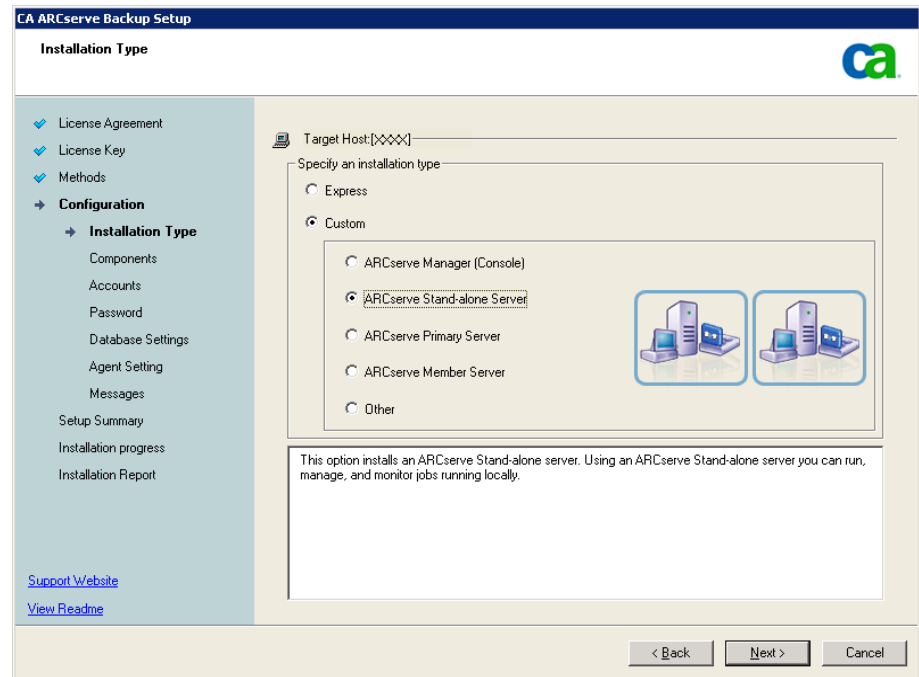 CA ARCserve Backup Setup
Installation Type
ca
License Agreement
License Key
Methods
Configuration
Installation Type
Components
Accounts
Password
Database Settings
Agent Setting
Messages
Setup Summary
Installation progress
Installation Report
Support Website
View Readme
Target Host:[XXXX]
Specify an installation type
Express
Custom
ARCserve Manager (Console)
ARCserve Stand-alone Server
ARCserve Primary Server
ARCserve Member Server
Other
This option installs an ARCserve Stand-alone server. Using an ARCserve Stand-alone server you can run,
manage, and monitor jobs running locally.
< Back
Next >
Cancel